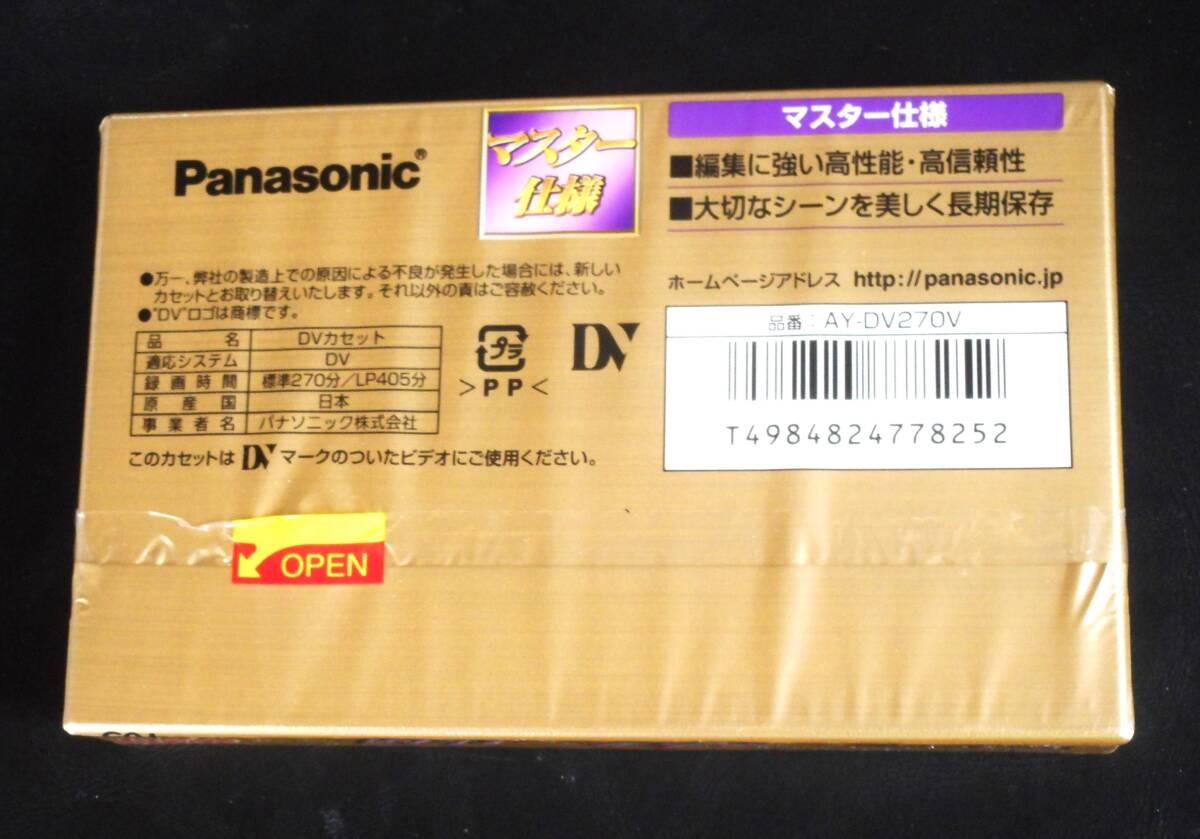 Panasonic®
マスター
仕様
マスター仕様
■編集に強い高性能・高信頼性
■大切なシーンを美しく長期保存
ホームページアドレス http://panasonic.jp
●万一、弊社の製造上での原因による不良が発生した場合には、新しい
カセットとお取り替えいたします。それ以外の責はご容赦ください。
●"DV"ロゴは商標です。
品名 DVカセット
適応システム DV
録画時間 標準270分/LP405分
原産国 日本
事業者名 パナソニック株式会社
プラ
>PP<
DV
このカセットは DV マークのついたビデオにご使用ください。
品番:AY-DV270V
T4984824778252
OPEN